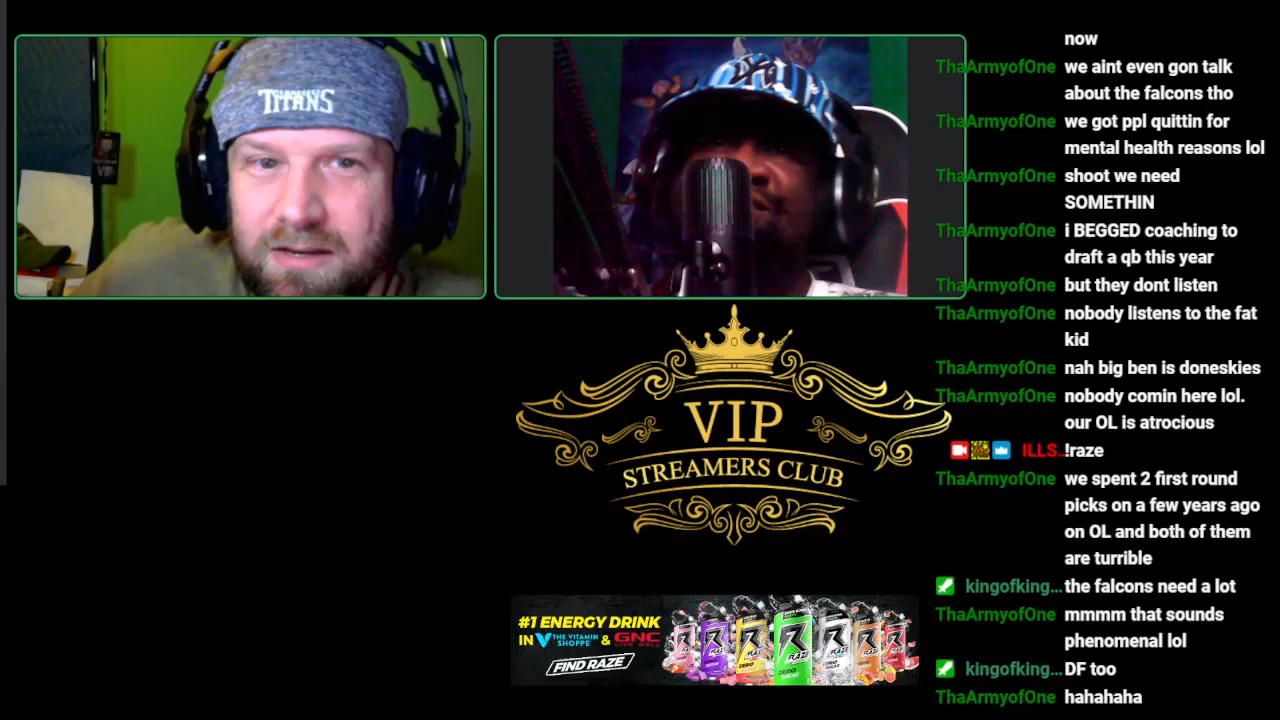 TITANS
now
ThaArmyofOne we aint even gon talk
about the falcons tho
ThaArmyofOne we got ppl quittin for
mental health reasons lol
ThaArmyofOne shoot we need
SOMETHIN
ThaArmyofOne i BEGGED coaching to
draft a qb this year
ThaArmyofOne but they dont listen
ThaArmyofOne nobody listens to the fat
kid
ThaArmyofOne nah big ben is doneskies
ThaArmyofOne nobody comin here lol.
our OL is atrocious
ILLS... !raze
ThaArmyofOne we spent 2 first round
picks on a few years ago
on OL and both of them
are turrible
kingofking... the falcons need a lot
ThaArmyofOne mmmm that sounds
phenomenal lol
kingofking... DF too
ThaArmyofOne hahahaha
VIP
STREAMERS CLUB
#1 ENERGY DRINK
IN THE VITAMIN SHOPPE & GNC
LIVE WELL
FIND RAZE